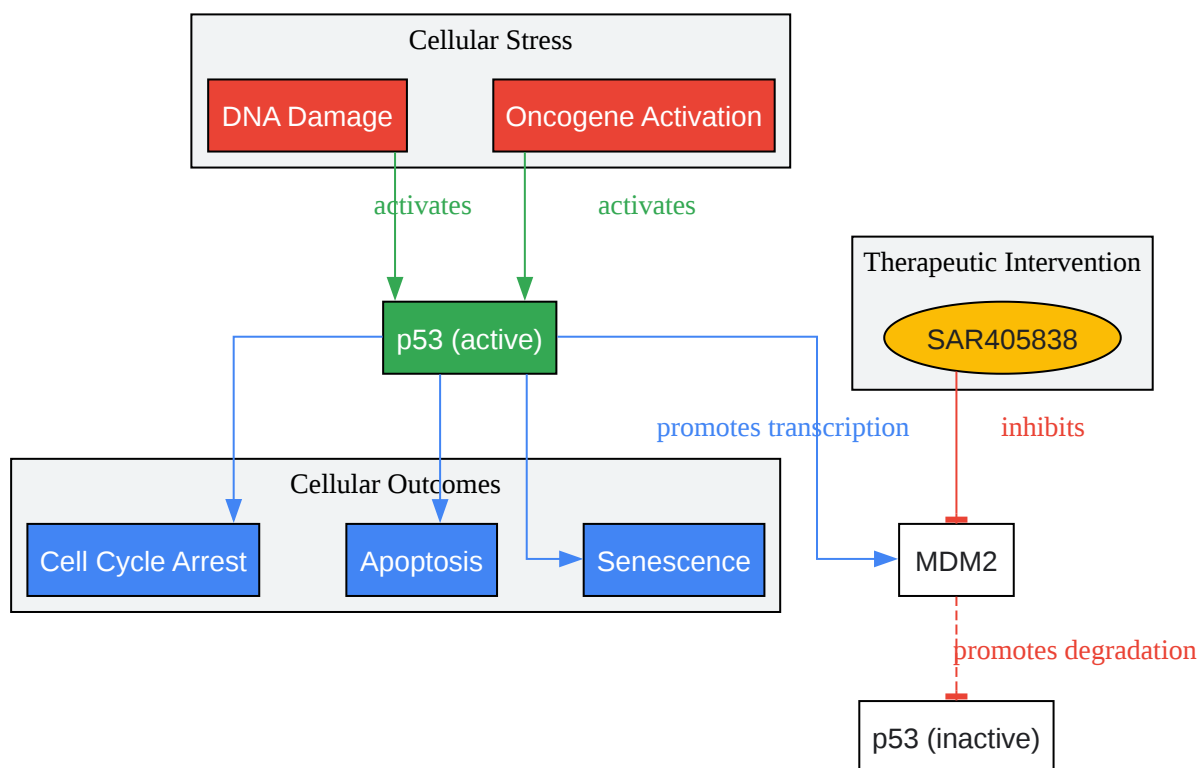 Cellular Stress
DNA Damage
Oncogene Activation
activates
activates
Therapeutic Intervention
SAR405838
p53 (active)
promotes transcription
inhibits
Cellular Outcomes
Cell Cycle Arrest
Apoptosis
Senescence
MDM2
promotes degradation
p53 (inactive)